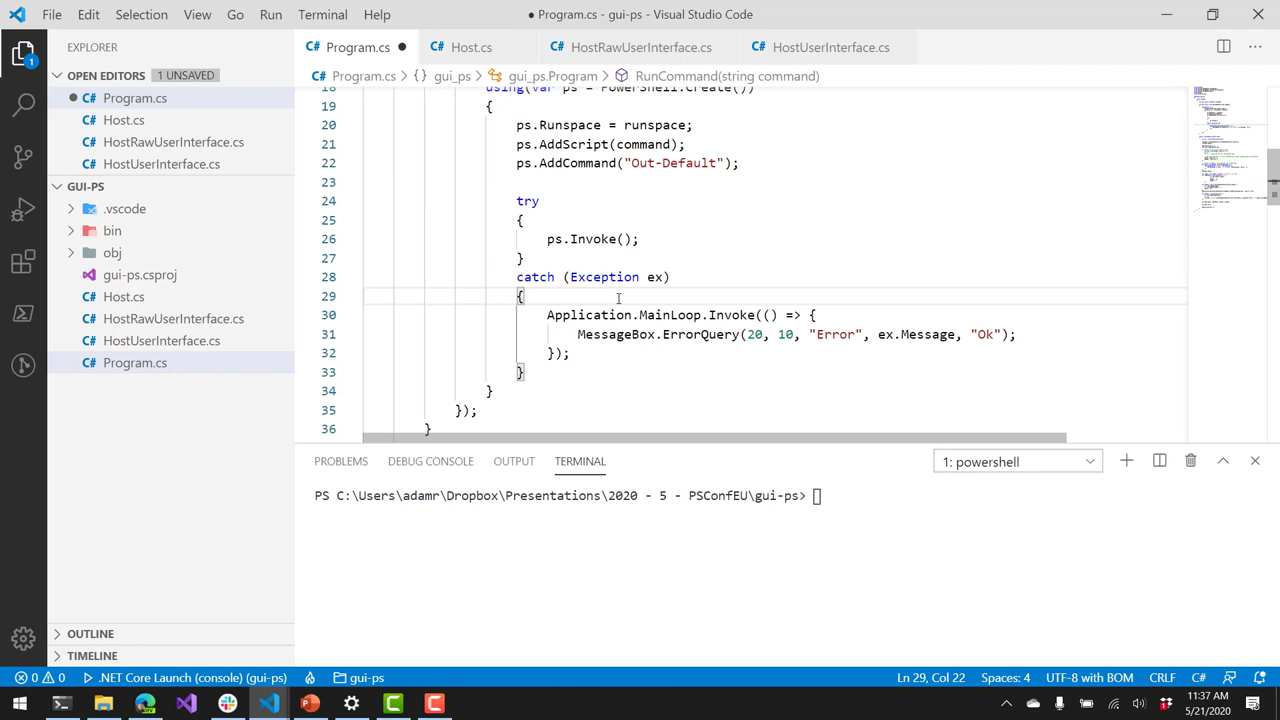 File Edit Selection View Go Run Terminal Help
● Program.cs - gui-ps - Visual Studio Code
EXPLORER
OPEN EDITORS 1 UNSAVED
C# Program.cs
C# Host.cs
C# HostRawUserInterface.cs
C# HostUserInterface.cs
GUI-PS
.vscode
bin
obj
gui-ps.csproj
C# Host.cs
C# HostRawUserInterface.cs
C# HostUserInterface.cs
C# Program.cs
OUTLINE
TIMELINE
C# Program.cs ● C# Host.cs C# HostRawUserInterface.cs C# HostUserInterface.cs
C# Program.cs > {} gui_ps > gui_ps.Program > RunCommand(string command)
18 using(var ps = PowerShell.Create())
19 {
20 ps.Runspace = runspace;
21 ps.AddScript(command);
22 ps.AddCommand("Out-Default");
23
24 try
25 {
26 ps.Invoke();
27 }
28 catch (Exception ex)
29 {
30 Application.MainLoop.Invoke(() => {
31 MessageBox.ErrorQuery(20, 10, "Error", ex.Message, "Ok");
32 });
33 }
34 }
35 });
36 }
PROBLEMS DEBUG CONSOLE OUTPUT TERMINAL 1: powershell
PS C:\Users\adamr\Dropbox\Presentations\2020 - 5 - PSConfEU\gui-ps>
0 0 .NET Core Launch (console) (gui-ps) gui-ps Ln 29, Col 22 Spaces: 4 UTF-8 with BOM CRLF C#
11:37 AM
5/21/2020